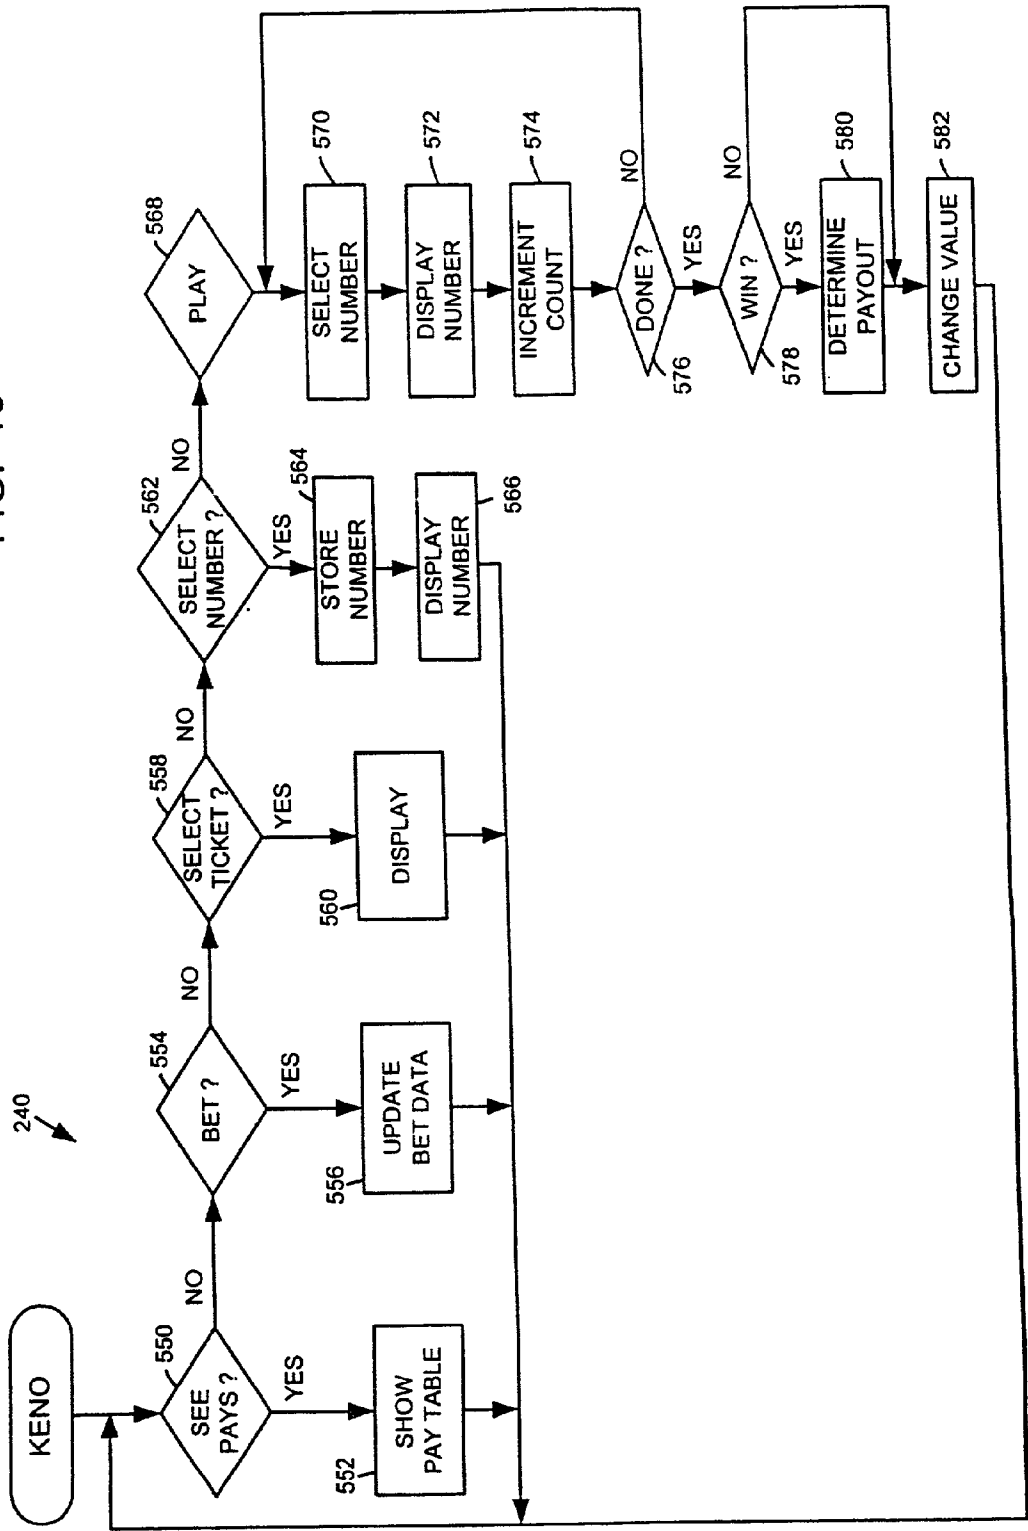 240
KENO
550
SEE
PAYS ?
NO
YES
552
SHOW
PAY TABLE
554
BET ?
NO
YES
556
UPDATE
BET DATA
558
SELECT
TICKET ?
NO
YES
560
DISPLAY
562
SELECT
NUMBER ?
NO
YES
564
STORE
NUMBER
566
DISPLAY
NUMBER
568
PLAY
570
SELECT
NUMBER
572
DISPLAY
NUMBER
574
INCREMENT
COUNT
576
DONE ?
NO
YES
578
WIN ?
NO
YES
580
DETERMINE
PAYOUT
582
CHANGE VALUE